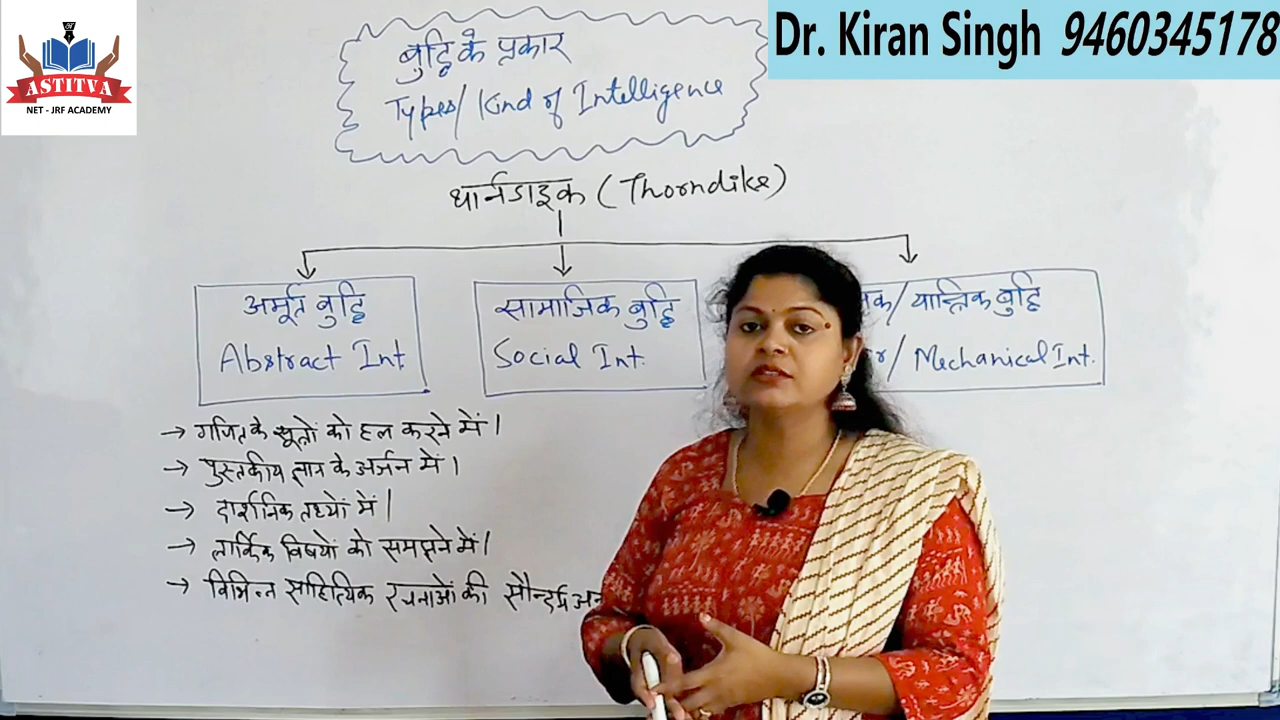 ASTITVA
NET - JRF ACADEMY
Dr. Kiran Singh 9460345178
बुद्धि के प्रकार
Types/ Kind of Intelligence
थार्नडाइक (Thorndike)
अमूर्त बुद्धि
Abstract Int.
सामाजिक बुद्धि
Social Int.
/ यान्त्रिक बुद्धि
/ Mechanical Int.
→ गणित के सूत्रों को हल करने में।
→ पुस्तकीय ज्ञान के अर्जन में।
→ दार्शनिक तथ्यों में।
→ तार्किक विषयों को समझने में।
→ विभिन्न साहित्यिक रचनाओं की सौन्दर्य